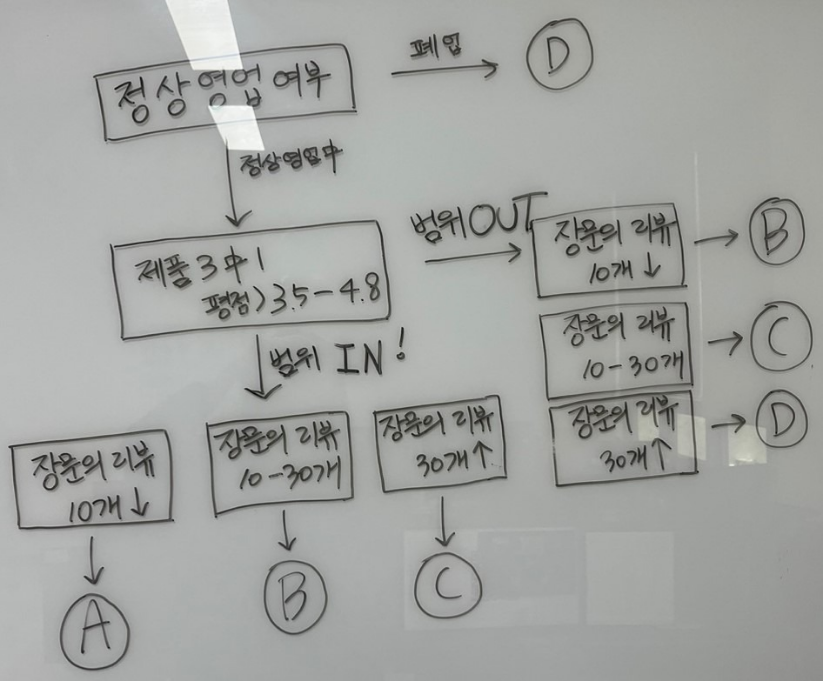 정상영업 여부
폐업
D
정상영업中
제품 3中 1
평점> 3.5-4.8
범위 OUT
장문의 리뷰
10개↓
B
장문의 리뷰
10-30개
C
장문의 리뷰
30개↑
D
범위 IN!
장문의 리뷰
10개↓
A
장문의 리뷰
10-30개
B
장문의 리뷰
30개↑
C